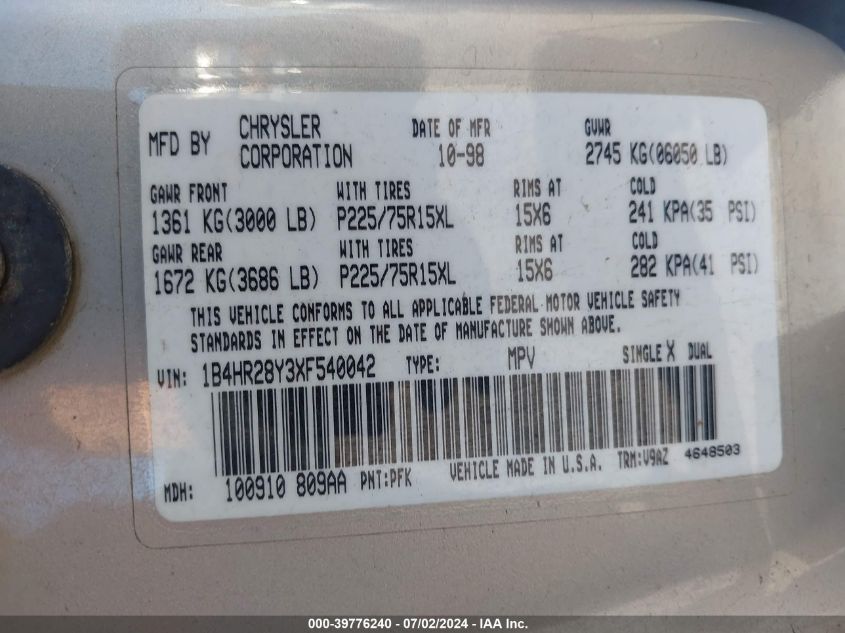 MFD BY CHRYSLER CORPORATION DATE OF MFR 10-98 GVWR 2745 KG(06050 LB)
GAWR FRONT WITH TIRES RIMS AT COLD
1361 KG(3000 LB) P225/75R15XL 15X6 241 KPA(35 PSI)
GAWR REAR WITH TIRES RIMS AT COLD
1672 KG(3686 LB) P225/75R15XL 15X6 282 KPA(41 PSI)
THIS VEHICLE CONFORMS TO ALL APPLICABLE FEDERAL MOTOR VEHICLE SAFETY
STANDARDS IN EFFECT ON THE DATE OF MANUFACTURE SHOWN ABOVE.
VIN: 1B4HR28Y3XF540042 TYPE: MPV SINGLE X DUAL
MDH: 100910 809AA PNT:PFK VEHICLE MADE IN U.S.A. TRM:V9AZ 4648503
000-39776240 - 07/02/2024 - IAA Inc.